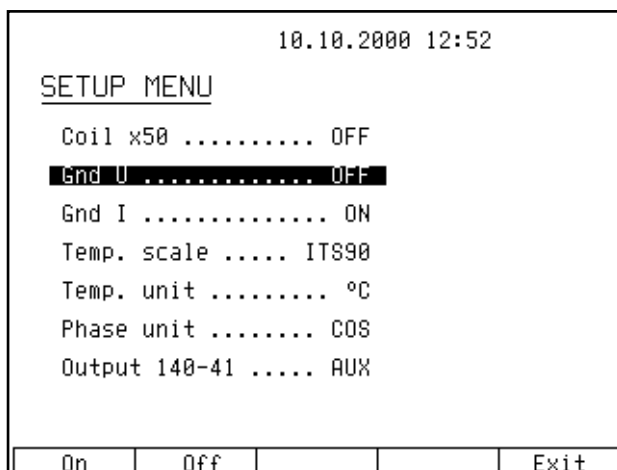 10.10.2000 12:52
SETUP MENU
Coil x50 .......... OFF
Gnd U ............. OFF
Gnd I .............. ON
Temp. scale ..... ITS90
Temp. unit ......... ºC
Phase unit ........ COS
Output 140-41 ..... AUX
On Off Exit